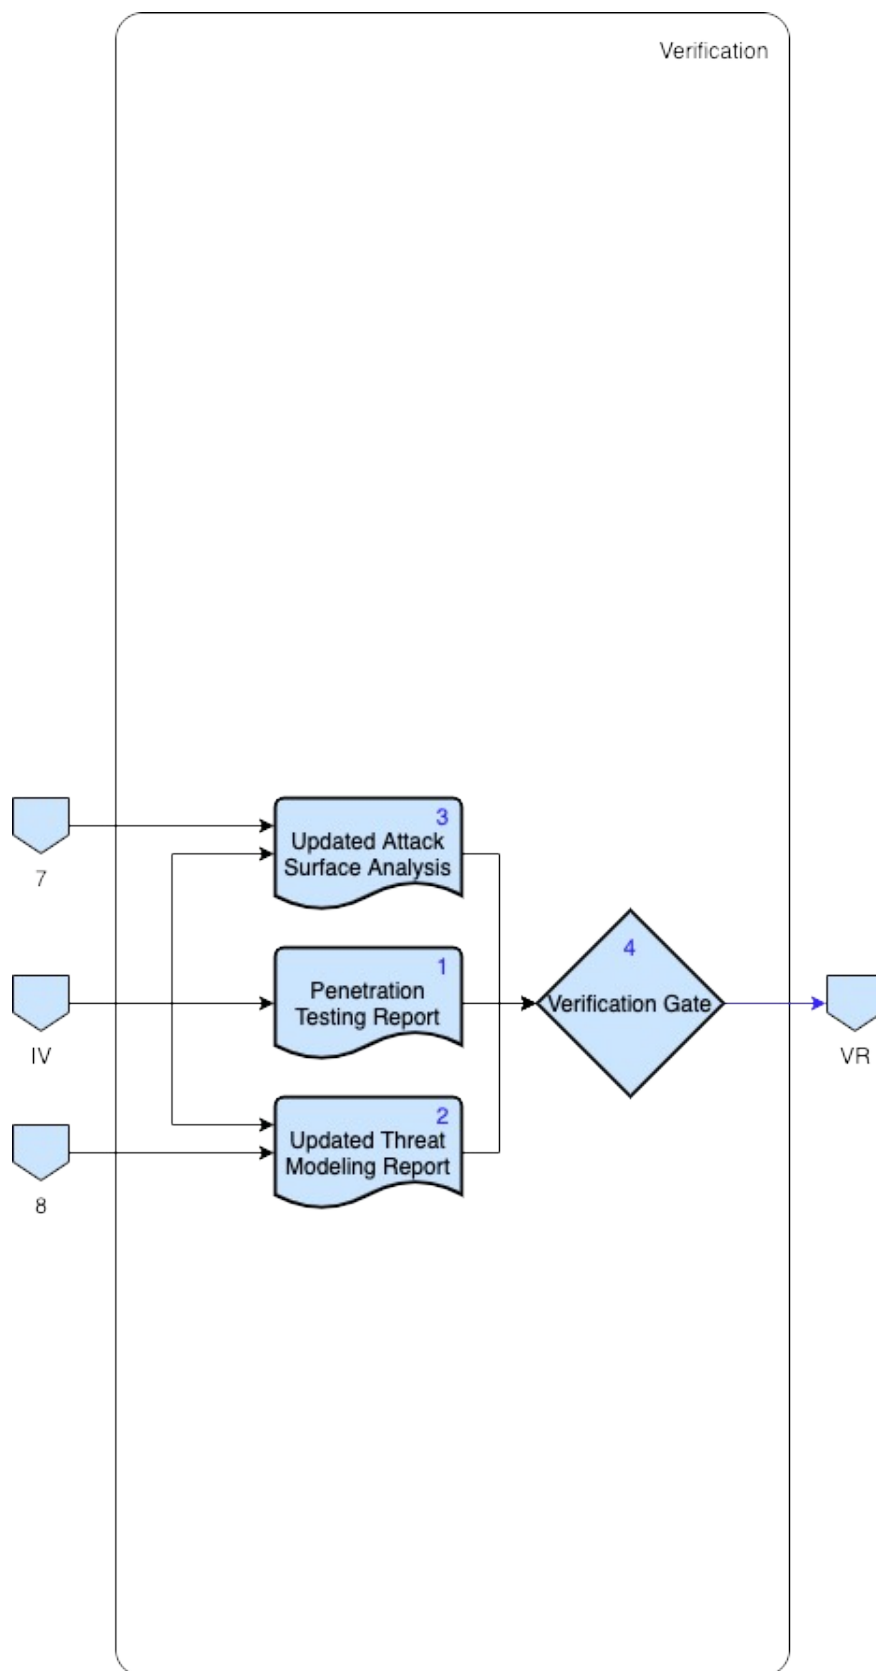 Verification
3
Updated Attack
Surface Analysis
7
1
Penetration
Testing Report
IV
2
Updated Threat
Modeling Report
8
4
Verification Gate
VR